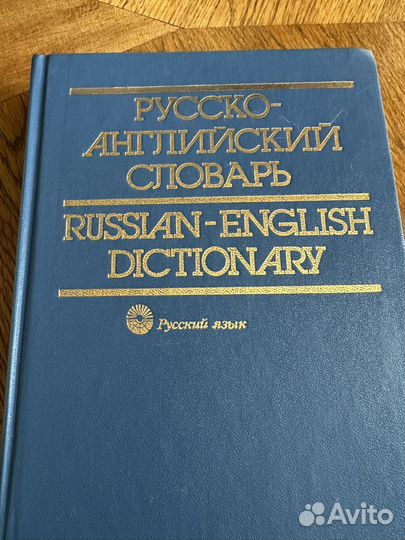 РУССКО-
АНГЛИЙСКИЙ
СЛОВАРЬ
RUSSIAN-ENGLISH
DICTIONARY
Русский язык
Avito